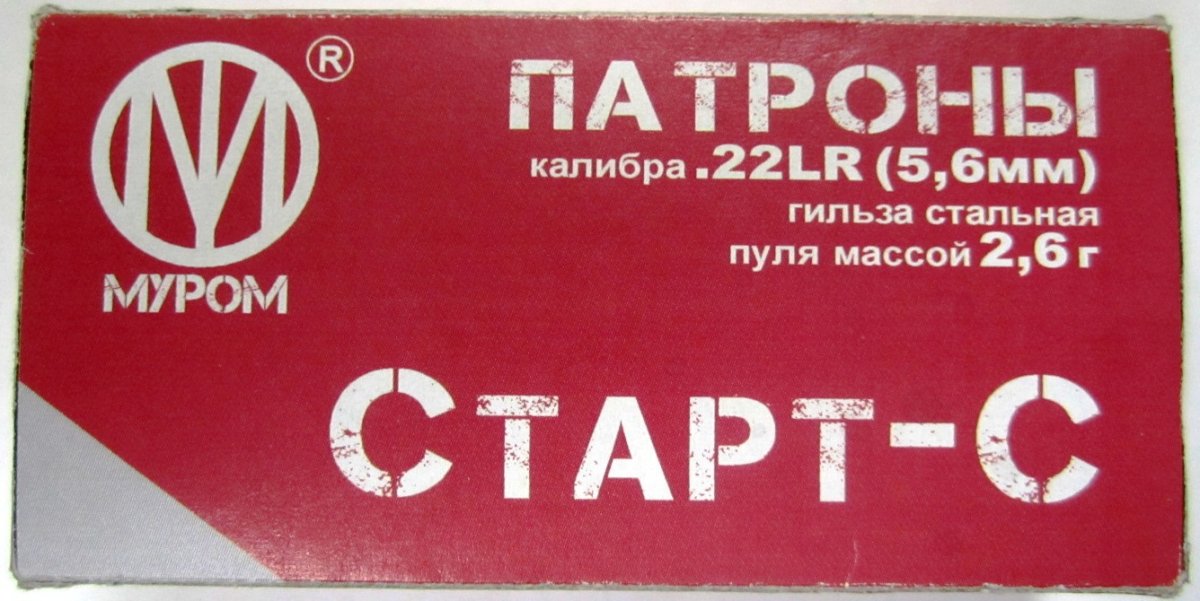 ®
МУРОМ
ПАТРОНЫ
калибра .22LR (5,6мм)
гильза стальная
пуля массой 2,6 г
СТАРТ-С